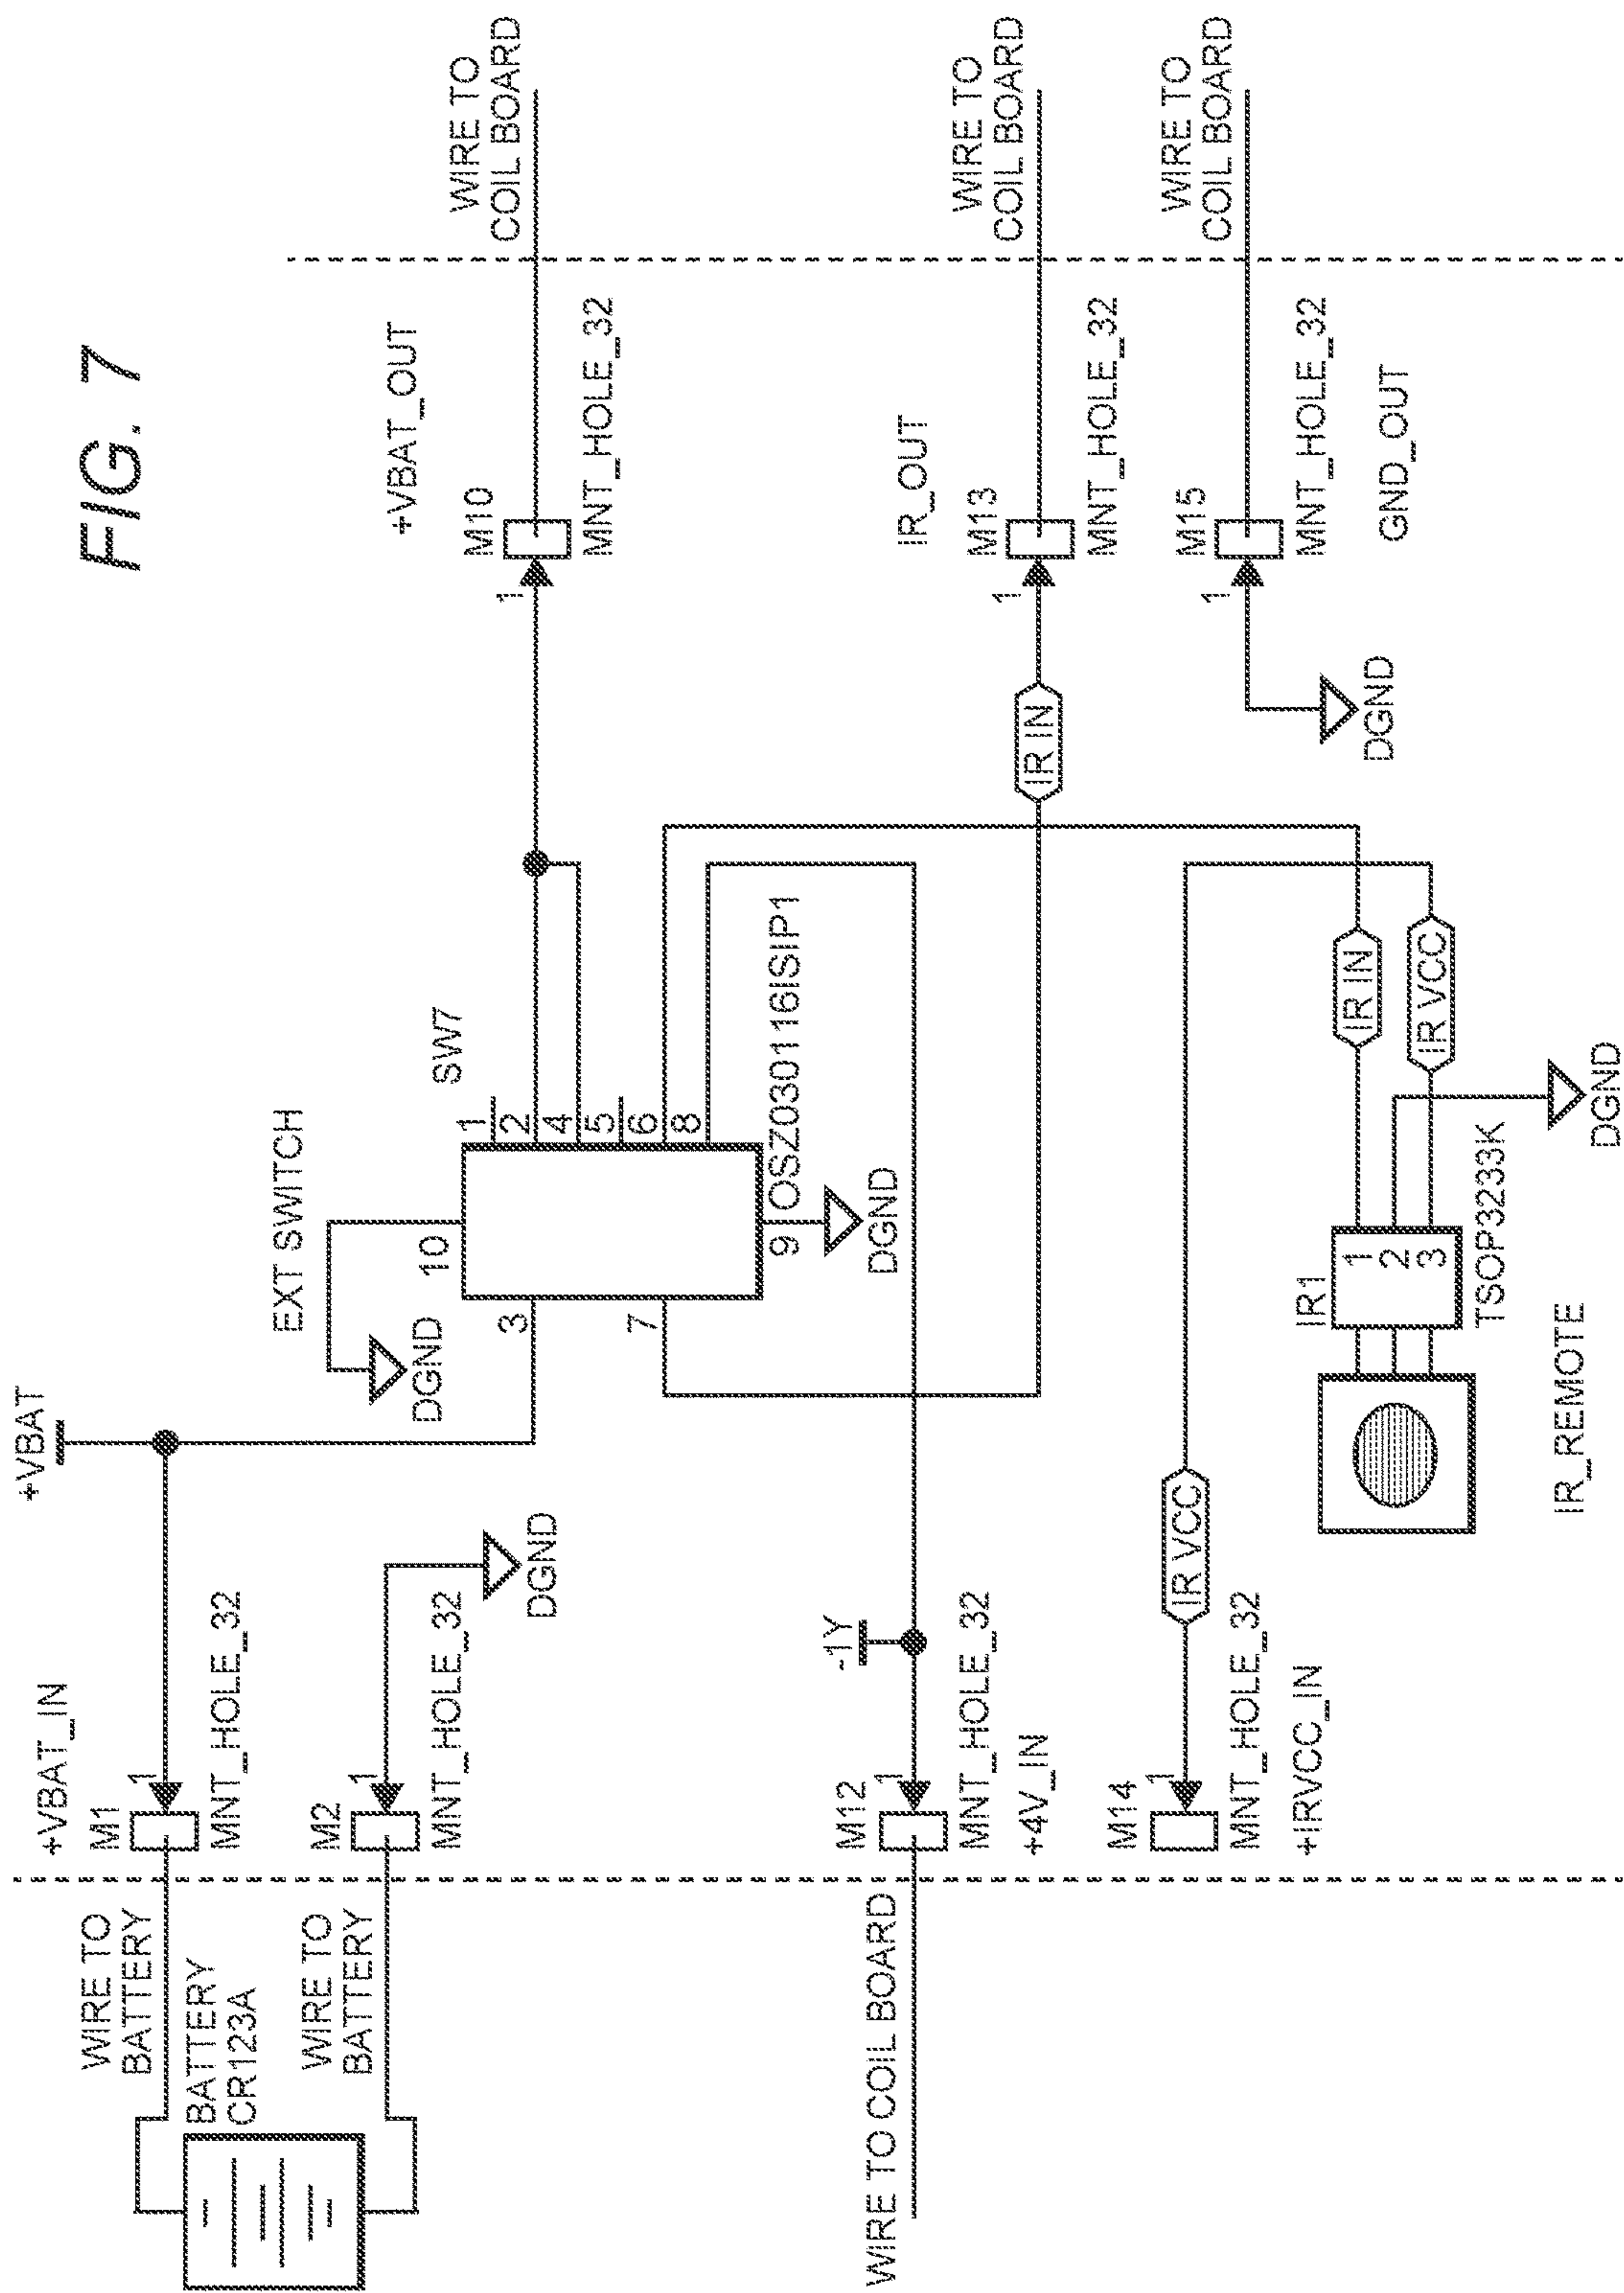 FIG. 7
+VBAT
+VBAT_IN
M1
1
MNT_HOLE_32
WIRE TO
BATTERY
BATTERY
CR123A
WIRE TO
BATTERY
M2
1
MNT_HOLE_32
DGND
EXT SWITCH
DGND
10
3
7
9
DGND
SW7
1
2
4
5
6
8
OSZ030116ISIP1
+VBAT_OUT
M10
1
MNT_HOLE_32
WIRE TO
COIL BOARD
WIRE TO COIL BOARD
M12
1
-1Y
MNT_HOLE_32
+4V_IN
IR IN
IR_OUT
M13
1
MNT_HOLE_32
WIRE TO
COIL BOARD
M14
1
MNT_HOLE_32
+IRVCC_IN
IR VCC
M15
1
MNT_HOLE_32
GND_OUT
DGND
WIRE TO
COIL BOARD
IR1
1
2
3
TSOP3233K
IR_REMOTE
IR IN
IR VCC
DGND